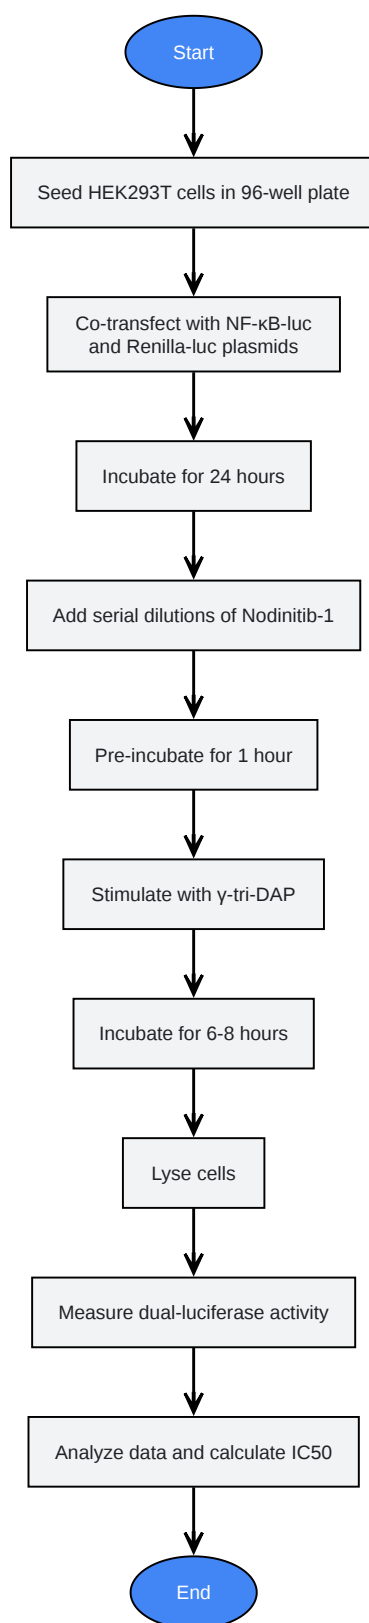 Start
Seed HEK293T cells in 96-well plate
Co-transfect with NF-κB-luc
and Renilla-luc plasmids
Incubate for 24 hours
Add serial dilutions of Nodinitib-1
Pre-incubate for 1 hour
Stimulate with γ-tri-DAP
Incubate for 6-8 hours
Lyse cells
Measure dual-luciferase activity
Analyze data and calculate IC50
End